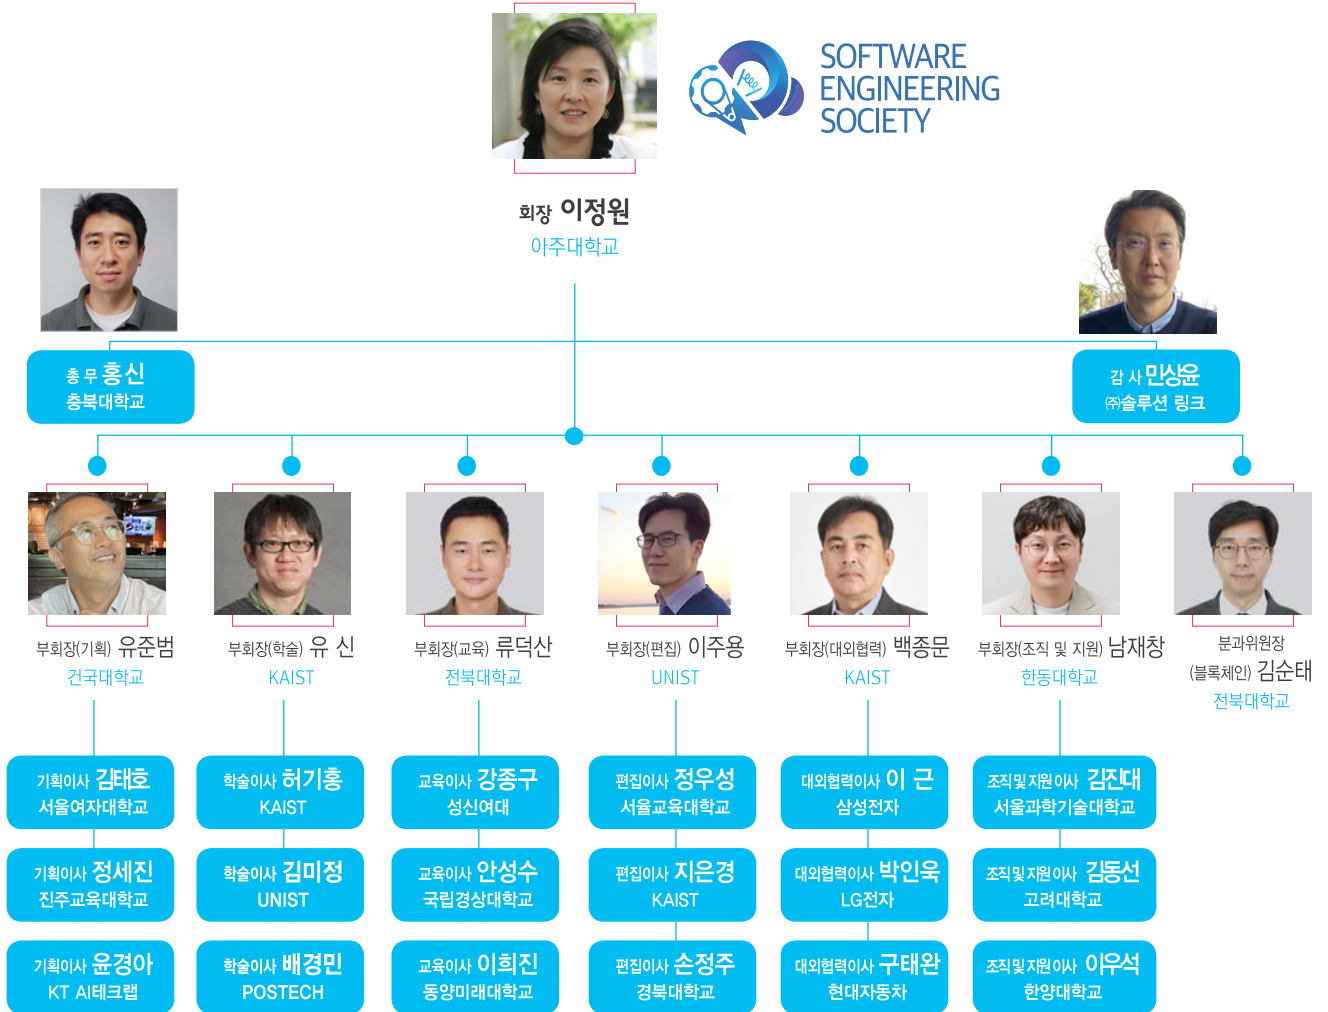 SOFTWARE
ENGINEERING
SOCIETY
회장 이정원
아주대학교
총 무 홍 신
충북대학교
감 사 민상윤
㈜솔루션 링크
부회장(기획) 유준범
건국대학교
부회장(학술) 유 신
KAIST
부회장(교육) 류덕산
전북대학교
부회장(편집) 이주용
UNIST
부회장(대외협력) 백종문
KAIST
부회장(조직 및 지원) 남재창
한동대학교
분과위원장
(블록체인) 김순태
전북대학교
기획이사 김태호
서울여자대학교
학술이사 허기홍
KAIST
교육이사 강종구
성신여대
편집이사 정우성
서율교육대학교
대외협력이사 이 근
삼성전자
조직및지원이사 김진대
서울과학기술대학교
기획이사 정세진
진주교육대학교
학술이사 김미정
UNIST
교육이사 안성수
국립경상대학교
편집이사 지은경
KAIST
대외협력이사 박인욱
LG전자
조직및지원이사 김동선
고려대학교
기획이사 윤경아
KT AI테크랩
학술이사 배경민
POSTECH
교육이사 이희진
동양미래대학교
편집이사 손정주
경북대학교
대외협력이사 구태완
현대자동차
조직및지원이사 이우석
한양대학교